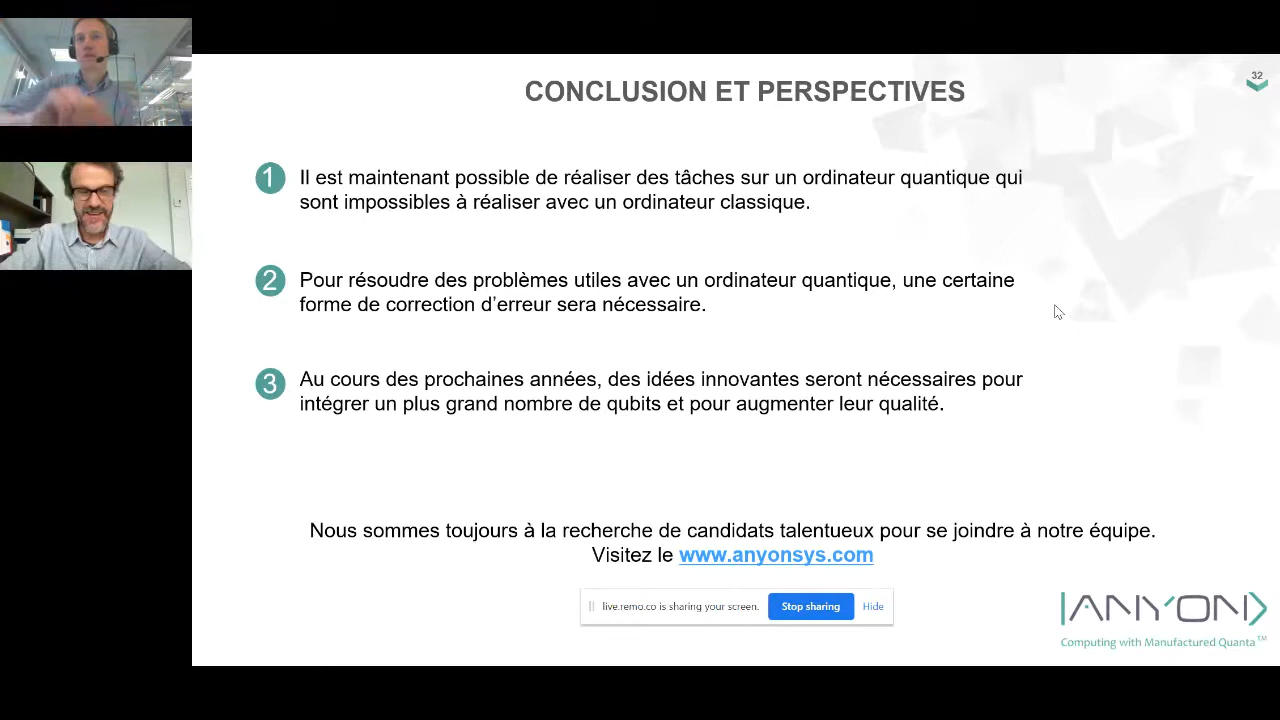 CONCLUSION ET PERSPECTIVES
32
1 Il est maintenant possible de réaliser des tâches sur un ordinateur quantique qui
sont impossibles à réaliser avec un ordinateur classique.
2 Pour résoudre des problèmes utiles avec un ordinateur quantique, une certaine
forme de correction d’erreur sera nécessaire.
3 Au cours des prochaines années, des idées innovantes seront nécessaires pour
intégrer un plus grand nombre de qubits et pour augmenter leur qualité.
Nous sommes toujours à la recherche de candidats talentueux pour se joindre à notre équipe.
Visitez le www.anyonsys.com
live.remo.co is sharing your screen. Stop sharing Hide
|ANYON>
Computing with Manufactured Quanta™